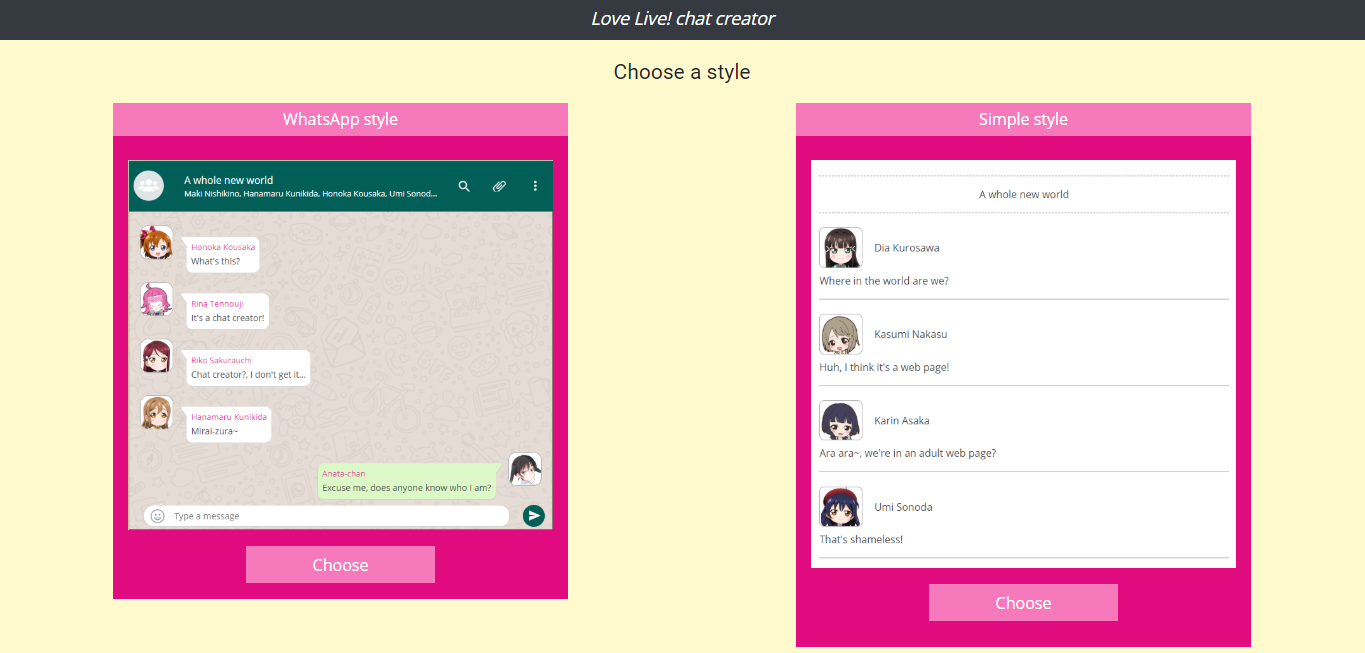 Love Live! chat creator
Choose a style
WhatsApp style
A whole new world
Maki Nishikino, Hanamaru Kunikida, Honoka Kousaka, Umi Sonod...
Honoka Kousaka
What's this?
Rina Tennouji
It's a chat creator!
Riko Sakurauchi
Chat creator?, I don't get it...
Hanamaru Kunikida
Mirai-zura~
Anata-chan
Excuse me, does anyone know who I am?
Type a message
Choose
Simple style
A whole new world
Dia Kurosawa
Where in the world are we?
Kasumi Nakasu
Huh, I think it's a web page!
Karin Asaka
Ara ara~, we're in an adult web page?
Umi Sonoda
That's shameless!
Choose